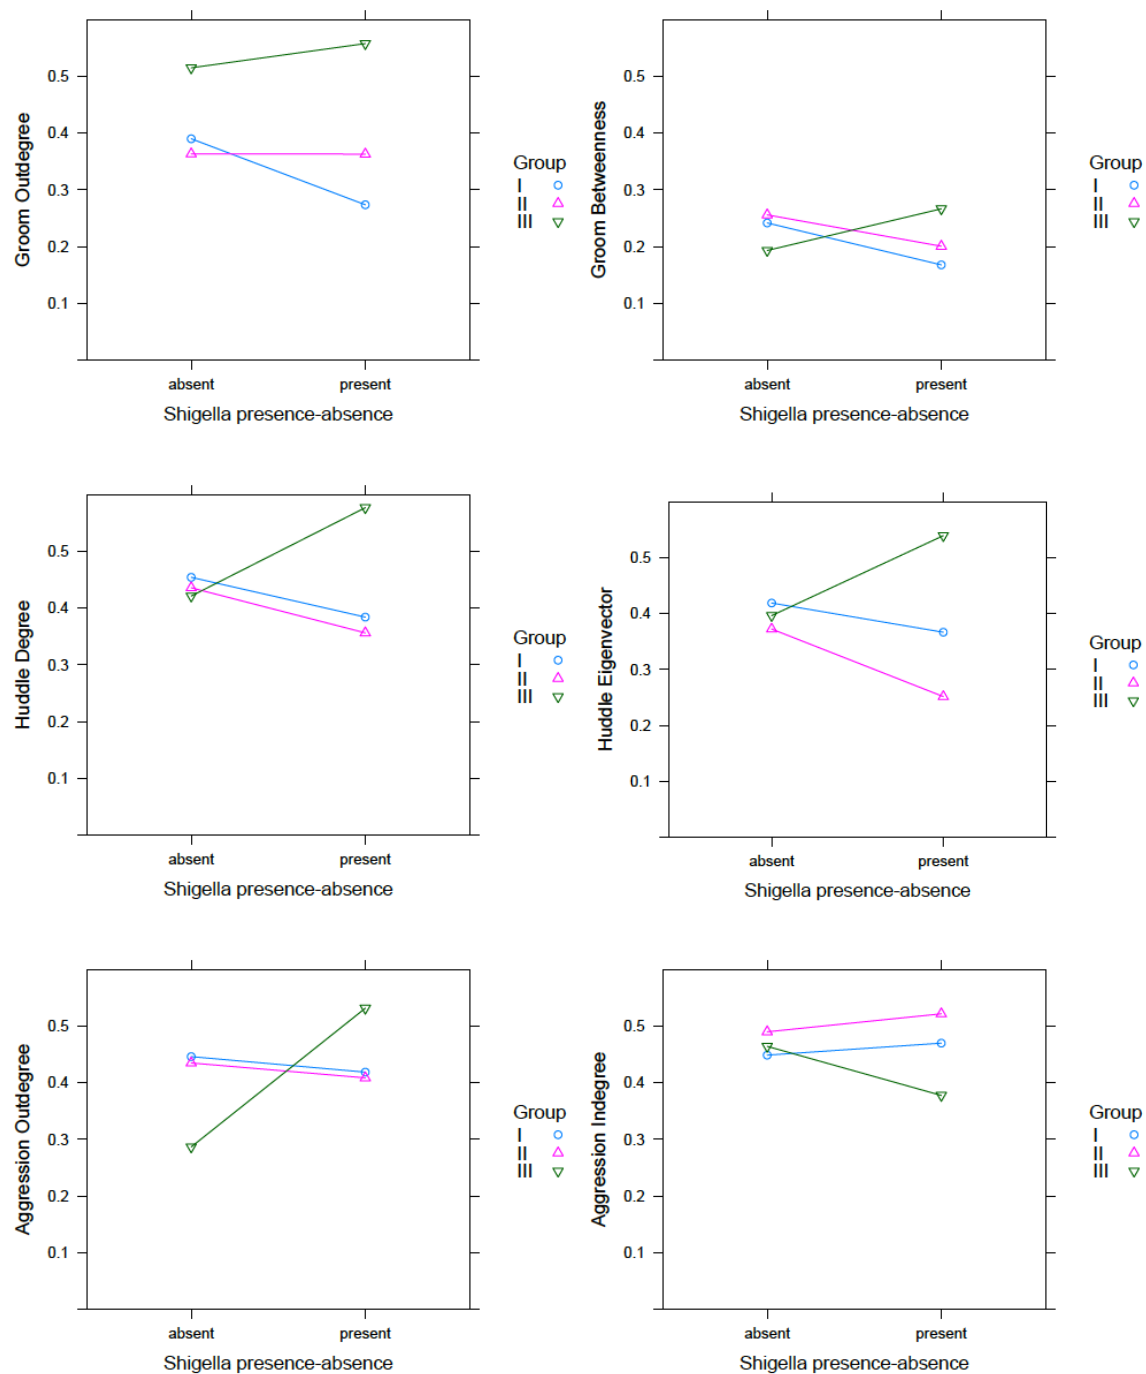 Groom Outdegree
0.5
0.4
0.3
0.2
0.1
absent present
Shigella presence-absence
Group
I
II
III
Groom Betweenness
0.5
0.4
0.3
0.2
0.1
absent present
Shigella presence-absence
Group
I
II
III
Huddle Degree
0.5
0.4
0.3
0.2
0.1
absent present
Shigella presence-absence
Group
I
II
III
Huddle Eigenvector
0.5
0.4
0.3
0.2
0.1
absent present
Shigella presence-absence
Group
I
II
III
Aggression Outdegree
0.5
0.4
0.3
0.2
0.1
absent present
Shigella presence-absence
Group
I
II
III
Aggression Indegree
0.5
0.4
0.3
0.2
0.1
absent present
Shigella presence-absence
Group
I
II
III